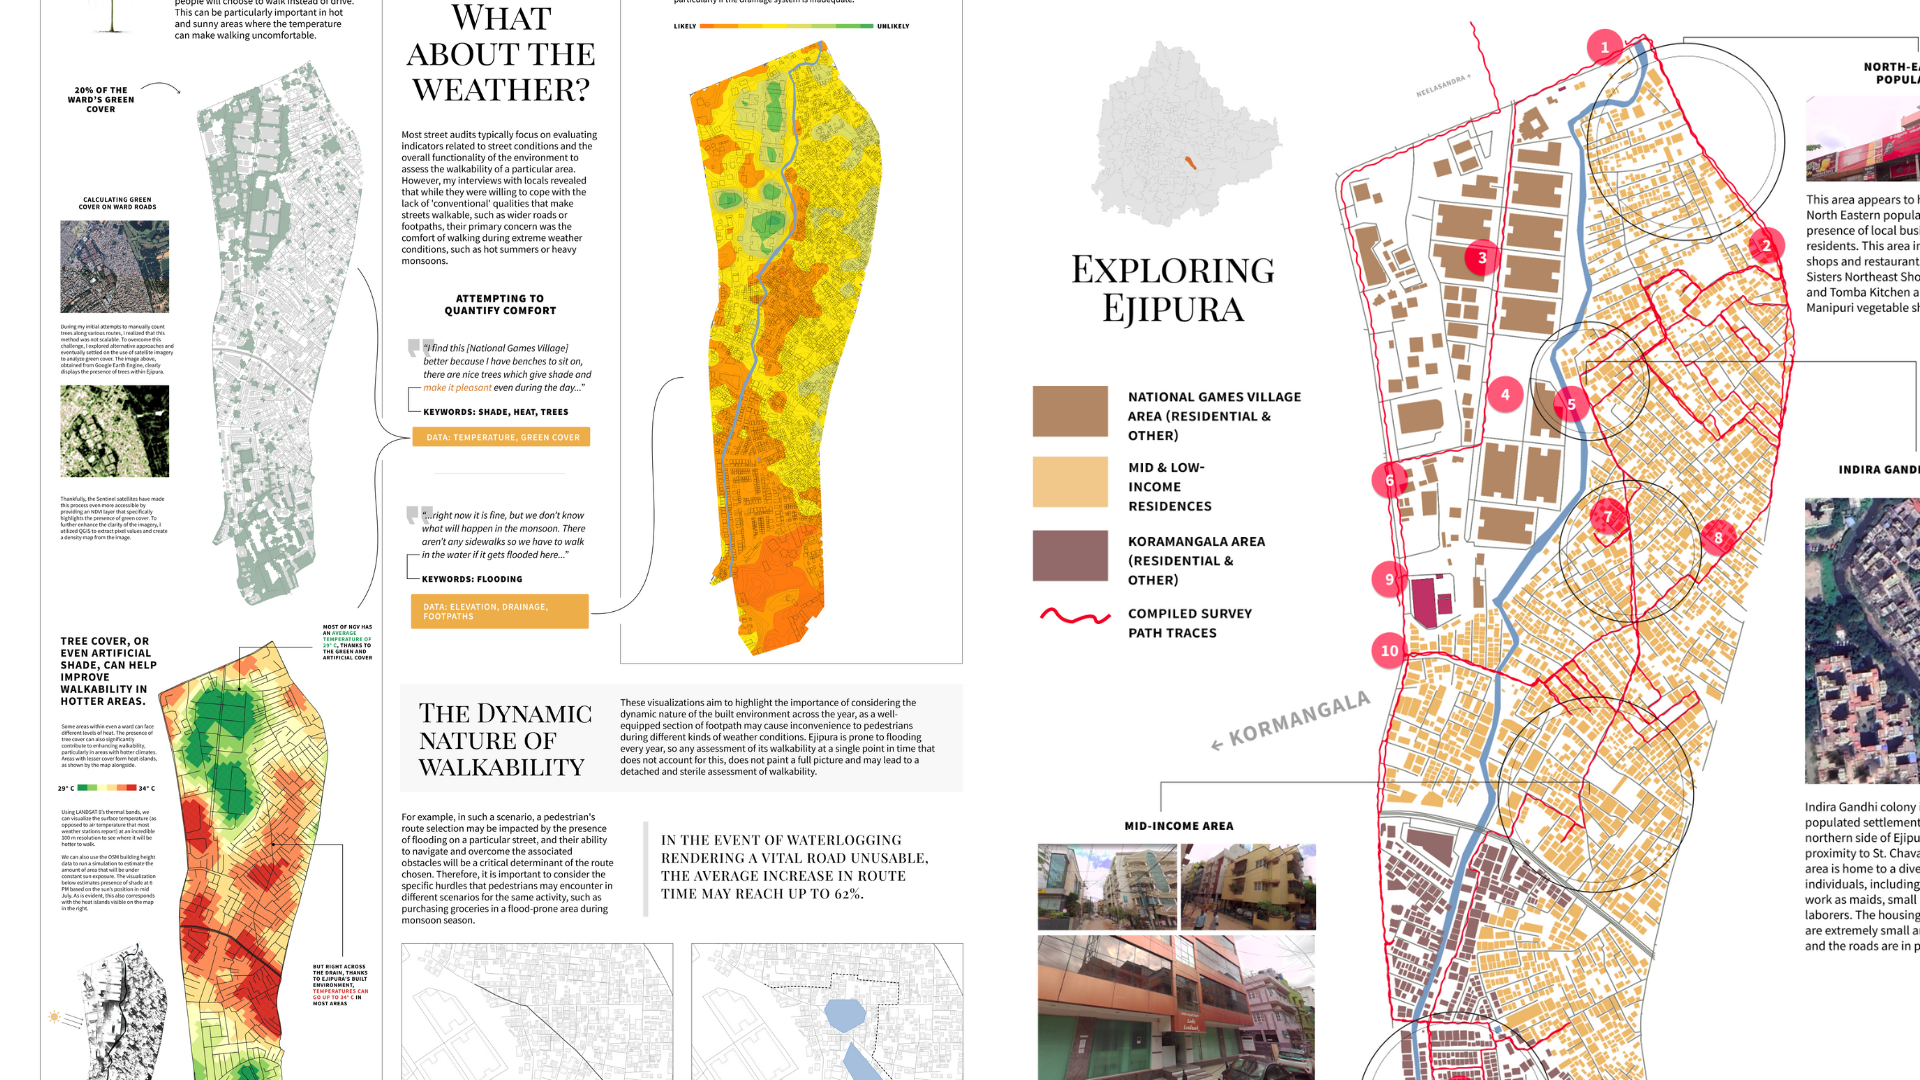 people will choose to walk instead of drive.
This can be particularly important in hot
and sunny areas where the temperature
can make walking uncomfortable.
20% OF THE
WARD'S GREEN
COVER
CALCULATING GREEN
COVER ON WARD ROADS
During my initial attempts to manually count
trees along various routes, I realized that this
method was not scalable. To overcome this
challenge, I explored alternative approaches and
eventually settled on the use of satellite imagery
to analyze green cover. The image above,
obtained from Google Earth Engine, clearly
displays the presence of trees within Ejipura.
Thankfully, the Sentinel satellites have made
this process even more accessible by
providing an NDVI layer that specifically
highlights the presence of green cover. To
further enhance the clarity of the imagery, I
utilized QGIS to extract pixel values and create
a density map from the image.
TREE COVER, OR
EVEN ARTIFICIAL
SHADE, CAN HELP
IMPROVE
WALKABILITY IN
HOTTER AREAS.
Some areas within even a ward can face
different levels of heat. The presence of
tree cover can also significantly
contribute to enhancing walkability,
particularly in areas with hotter climates.
Areas with lesser cover form heat islands,
as shown by the map alongside.
29° C
34° C
Using LANDSAT 8's thermal bands, we
can visualize the surface temperature (as
opposed to air temperature that most
weather stations report) at an incredible
100 m resolution to see where it will be
hotter to walk.
We can also use the OSM building height
data to run a simulation to estimate the
amount of area that will be under
constant sun exposure. The visualization
below estimates presence of shade at 6
PM based on the sun's position in mid
July. As is evident, this also corresponds
with the heat islands visible on the map
in the right.
MOST OF NGV HAS
AN AVERAGE
TEMPERATURE OF
29° C, THANKS TO
THE GREEN AND
ARTIFICIAL COVER
BUT RIGHT ACROSS
THE DRAIN, THANKS
TO EJIPURA'S BUILT
ENVIRONMENT,
TEMPERATURES CAN
GO UP TO 34° C IN
MOST AREAS
WHAT
ABOUT THE
WEATHER?
Most street audits typically focus on evaluating
indicators related to street conditions and the
overall functionality of the environment to
assess the walkability of a particular area.
However, my interviews with locals revealed
that while they were willing to cope with the
lack of 'conventional' qualities that make
streets walkable, such as wider roads or
footpaths, their primary concern was the
comfort of walking during extreme weather
conditions, such as hot summers or heavy
monsoons.
ATTEMPTING TO
QUANTIFY COMFORT
"I find this [National Games Village]
better because I have benches to sit on,
there are nice trees which give shade and
make it pleasant even during the day..."
KEYWORDS: SHADE, HEAT, TREES
DATA: TEMPERATURE, GREEN COVER
"...right now it is fine, but we don't know
what will happen in the monsoon. There
aren't any sidewalks so we have to walk
in the water if it gets flooded here..."
KEYWORDS: FLOODING
DATA: ELEVATION, DRAINAGE,
FOOTPATHS
particularly if the drainage system is inadequate.
LIKELY
UNLIKELY
THE DYNAMIC
NATURE OF
WALKABILITY
These visualizations aim to highlight the importance of considering the
dynamic nature of the built environment across the year, as a well-
equipped section of footpath may cause inconvenience to pedestrians
during different kinds of weather conditions. Ejipura is prone to flooding
every year, so any assessment of its walkability at a single point in time that
does not account for this, does not paint a full picture and may lead to a
detached and sterile assessment of walkability.
For example, in such a scenario, a pedestrian's
route selection may be impacted by the presence
of flooding on a particular street, and their ability
to navigate and overcome the associated
obstacles will be a critical determinant of the route
chosen. Therefore, it is important to consider the
specific hurdles that pedestrians may encounter in
different scenarios for the same activity, such as
purchasing groceries in a flood-prone area during
monsoon season.
IN THE EVENT OF WATERLOGGING
RENDERING A VITAL ROAD UNUSABLE,
THE AVERAGE INCREASE IN ROUTE
TIME MAY REACH UP TO 62%.
EXPLORING
EJIPURA
NATIONAL GAMES VILLAGE
AREA (RESIDENTIAL &
OTHER)
MID & LOW-
INCOME
RESIDENCES
KORAMANGALA AREA
(RESIDENTIAL &
OTHER)
COMPILED SURVEY
PATH TRACES
NEELASANDRA
← KORMANGALA
MID-INCOME AREA
1
2
3
4
5
6
7
8
9
10
NORTH-EA
POPULA
This area appears to h
North Eastern popula
presence of local busi
residents. This area in
shops and restaurant
Sisters Northeast Sho
and Tomba Kitchen a
Manipuri vegetable sh
INDIRA GANDH
Indira Gandhi colony i
populated settlement
northern side of Ejipu
proximity to St. Chava
area is home to a dive
individuals, including
work as maids, small
laborers. The housing
are extremely small an
and the roads are in p